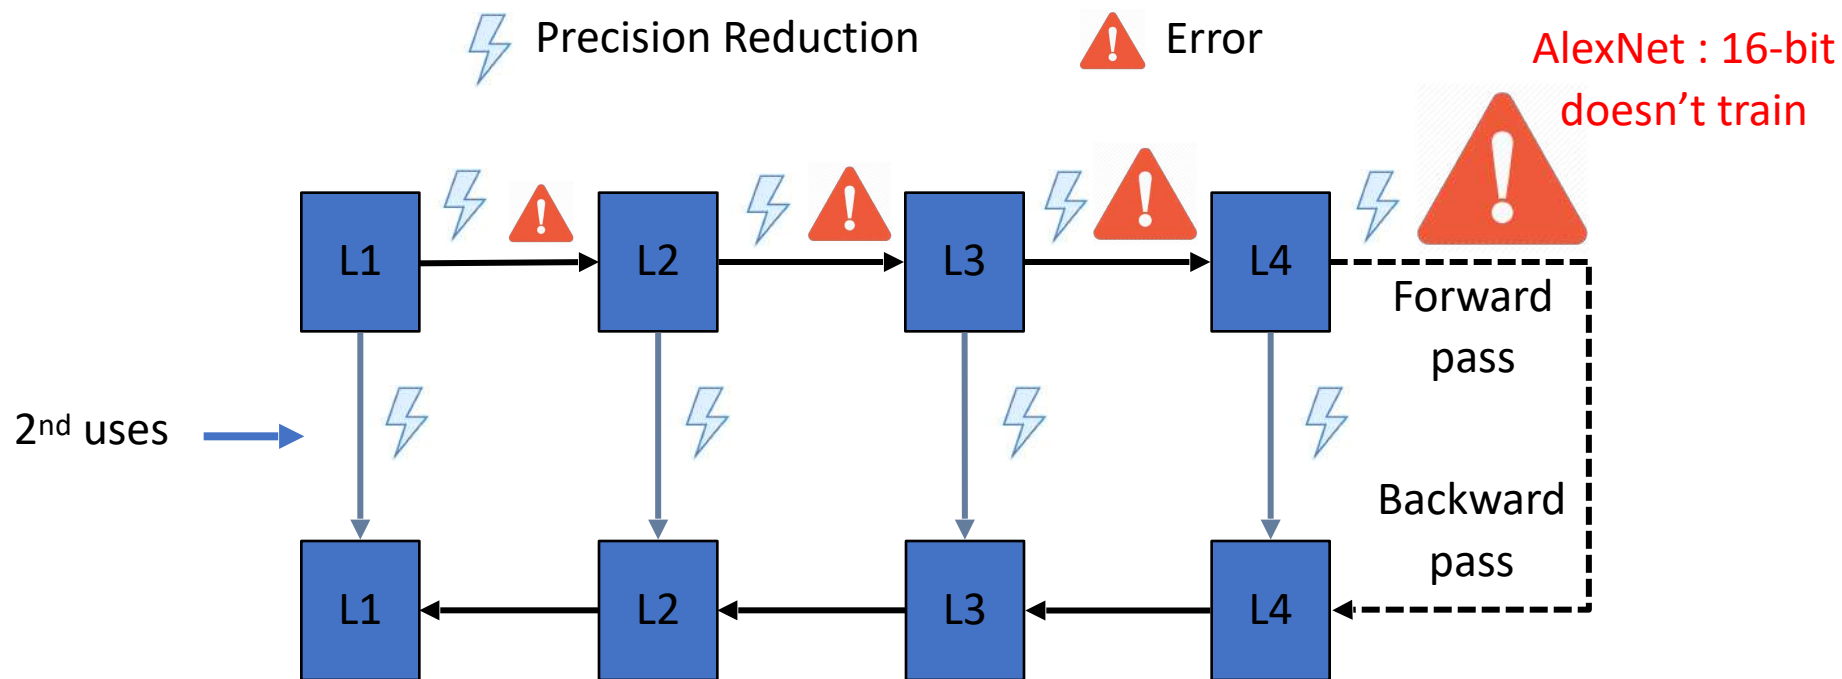 Precision Reduction
Error
AlexNet : 16-bit
doesn’t train
L1
L2
L3
L4
Forward
pass
2nd uses
Backward
pass
L1
L2
L3
L4